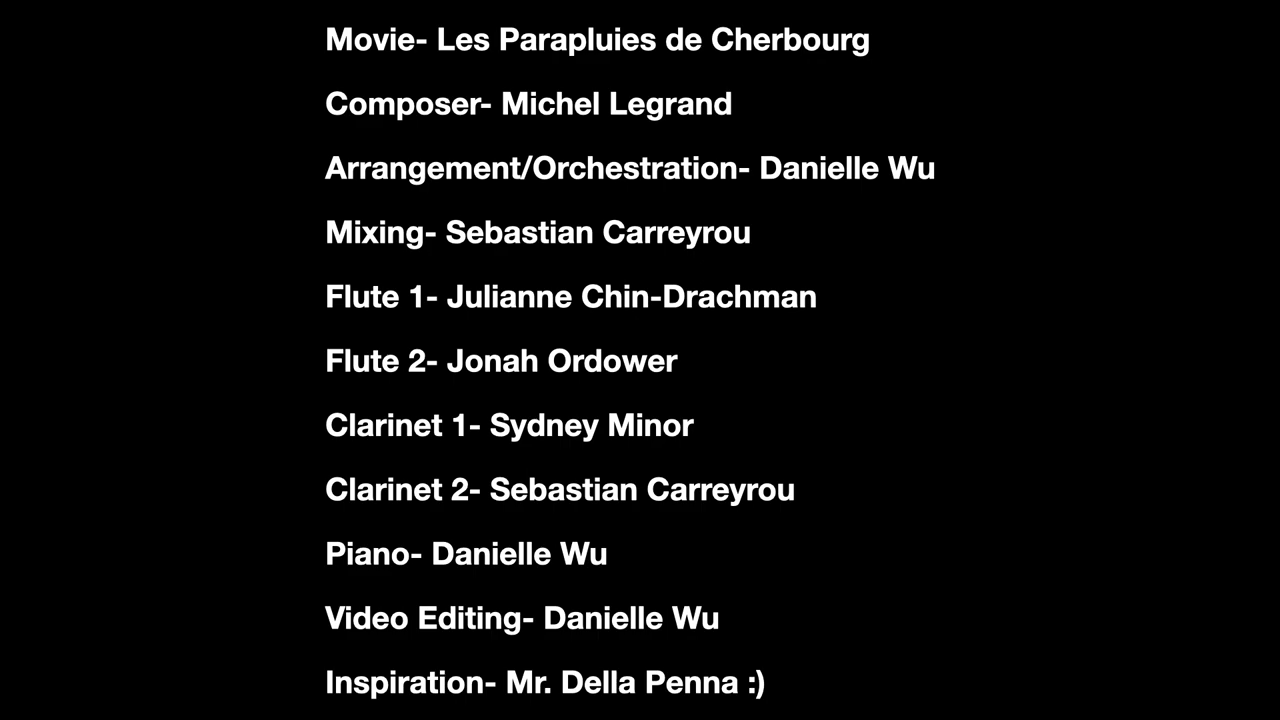 Movie- Les Parapluies de Cherbourg
Composer- Michel Legrand
Arrangement/Orchestration- Danielle Wu
Mixing- Sebastian Carreyrou
Flute 1- Julianne Chin-Drachman
Flute 2- Jonah Ordower
Clarinet 1- Sydney Minor
Clarinet 2- Sebastian Carreyrou
Piano- Danielle Wu
Video Editing- Danielle Wu
Inspiration- Mr. Della Penna :)